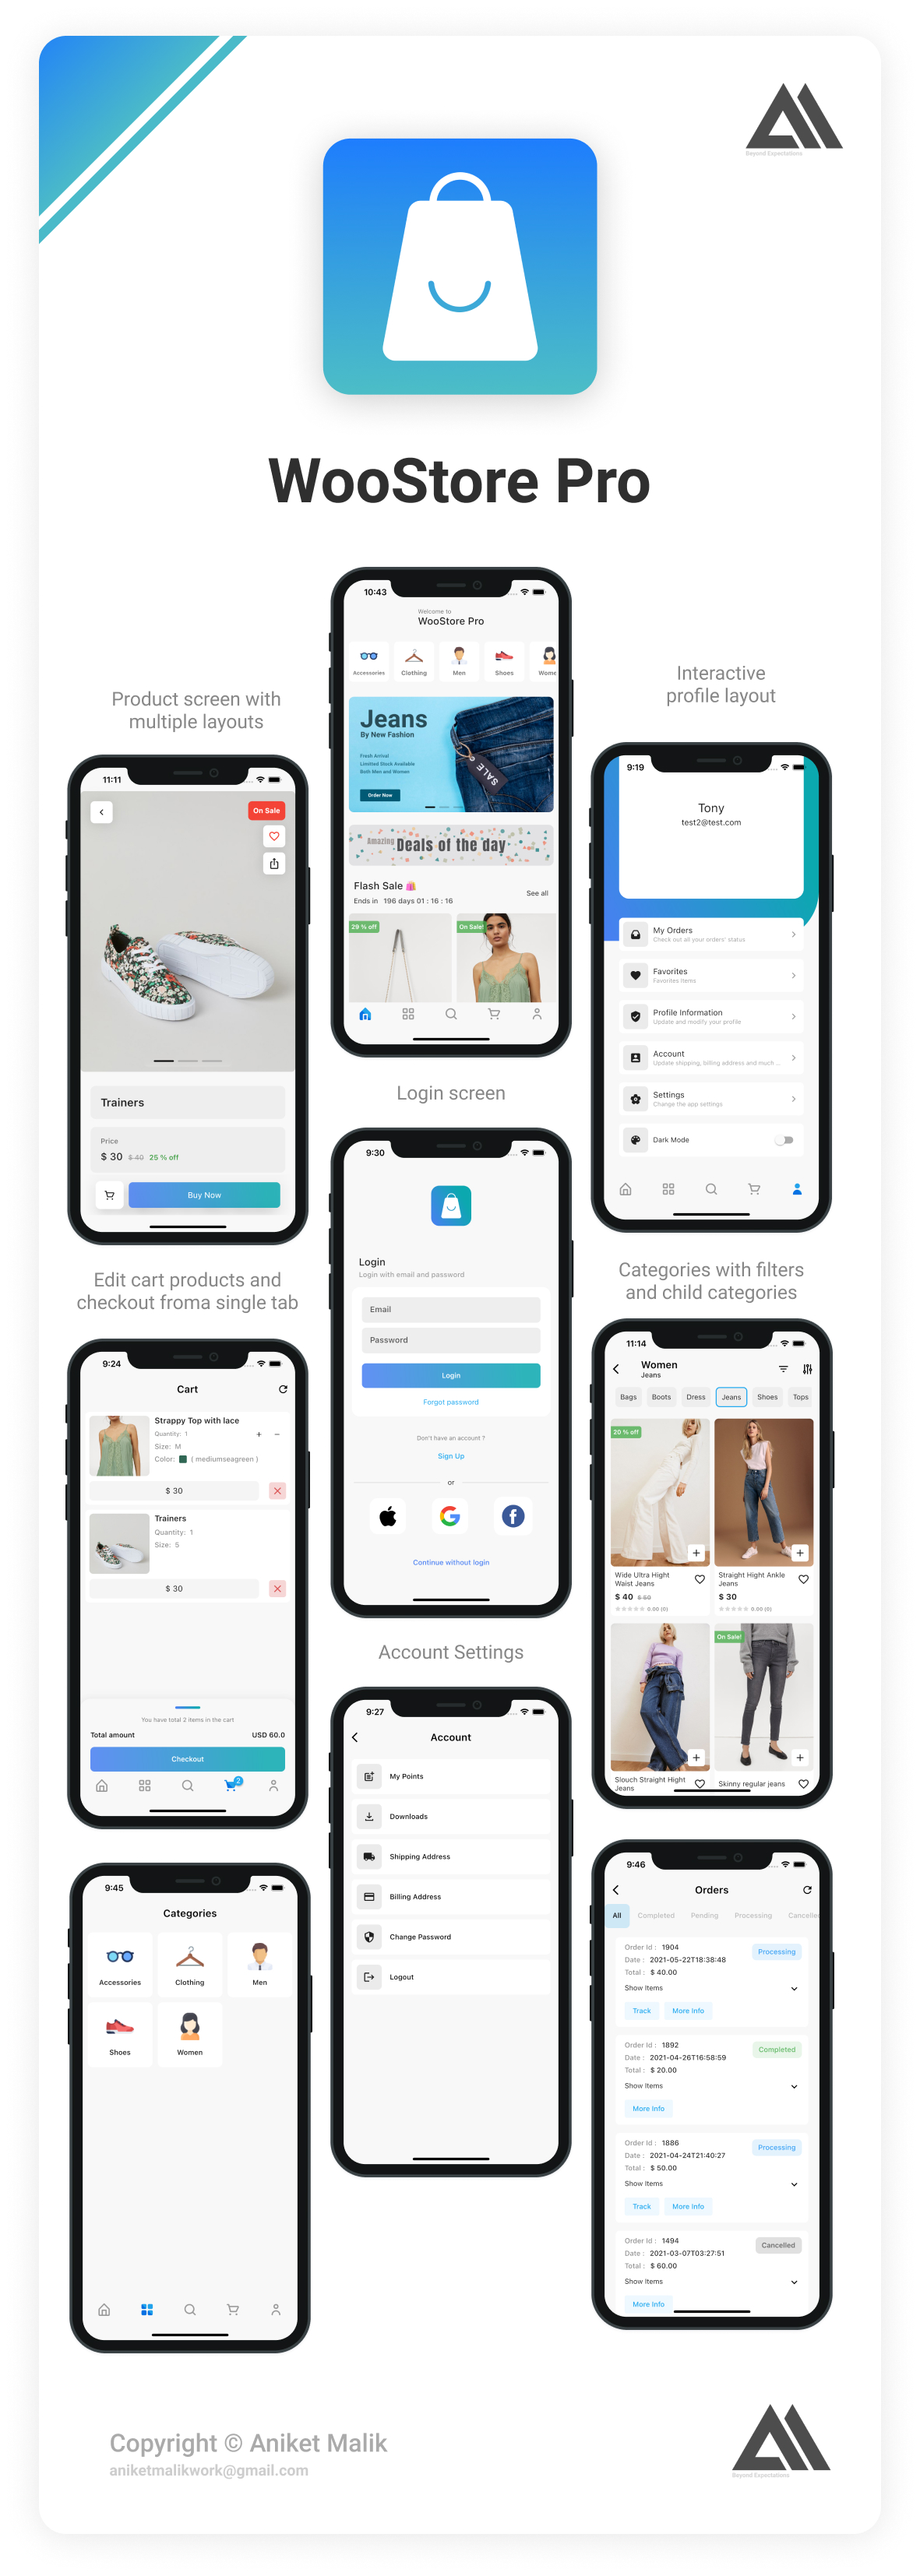 Beyond Expectations
WooStore Pro
10:43
Welcome to
WooStore Pro
Accessories
Clothing
Men
Shoes
Wome
Jeans
By New Fashion
Fresh Arrival
Limited Stock Available
Both Men and Women
Order Now
SALE
Amazing Deals of the day
Flash Sale
See all
Ends in 196 days 01 : 16 : 16
29 % off
On Sale!
Product screen with
multiple layouts
11:11
On Sale
Trainers
Price
$ 30 $ 40 25 % off
Buy Now
Interactive
profile layout
9:19
Tony
test2@test.com
My Orders
Check out all your orders' status
Favorites
Favorites Items
Profile Information
Update and modify your profile
Account
Update shipping, billing address and much ...
Settings
Change the app settings
Dark Mode
Login screen
9:30
Login
Login with email and password
Email
Password
Login
Forgot password
Don't have an account ?
Sign Up
or
Continue without login
Edit cart products and
checkout froma single tab
9:24
Cart
Strappy Top with lace
Quantity: 1 + −
Size: M
Color: ( mediumseagreen )
$ 30
Trainers
Quantity: 1
Size: 5
$ 30
You have total 2 items in the cart
Total amount USD 60.0
Checkout
2
Categories with filters
and child categories
11:14
Women
Jeans
Bags
Boots
Dress
Jeans
Shoes
Tops
20 % off
Wide Ultra Hight
Waist Jeans
$ 40 $ 50
0.00 (0)
Straight Hight Ankle
Jeans
$ 30
0.00 (0)
On Sale!
Slouch Straight Hight
Jeans
Skinny regular jeans
Account Settings
9:27
Account
My Points
Downloads
Shipping Address
Billing Address
Change Password
Logout
9:45
Categories
Accessories
Clothing
Men
Shoes
Women
9:46
Orders
All
Completed
Pending
Processing
Cancelled
Order Id : 1904
Processing
Date : 2021-05-22T18:38:48
Total : $ 40.00
Show Items
Track
More Info
Order Id : 1892
Completed
Date : 2021-04-26T16:58:59
Total : $ 20.00
Show Items
More Info
Order Id : 1886
Processing
Date : 2021-04-24T21:40:27
Total : $ 50.00
Show Items
Track
More Info
Order Id : 1494
Cancelled
Date : 2021-03-07T03:27:51
Total : $ 60.00
Show Items
More Info
Copyright © Aniket Malik
aniketmalikwork@gmail.com
Beyond Expectations